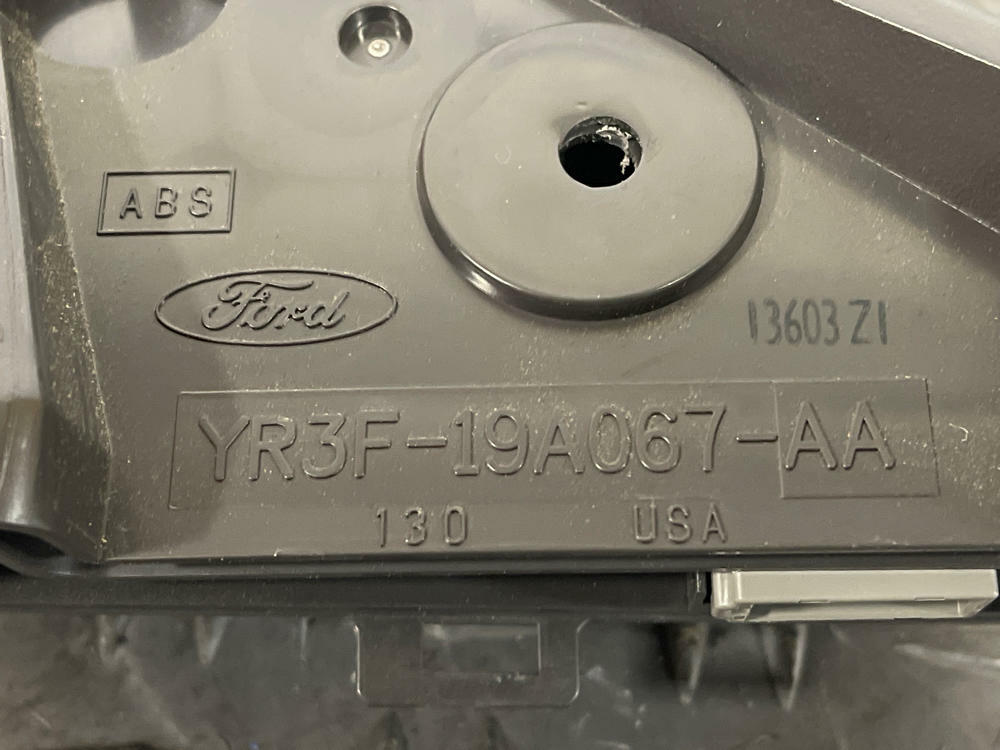 ABS
Ford
13603 Z1
YR3F-19A067-AA
130 USA